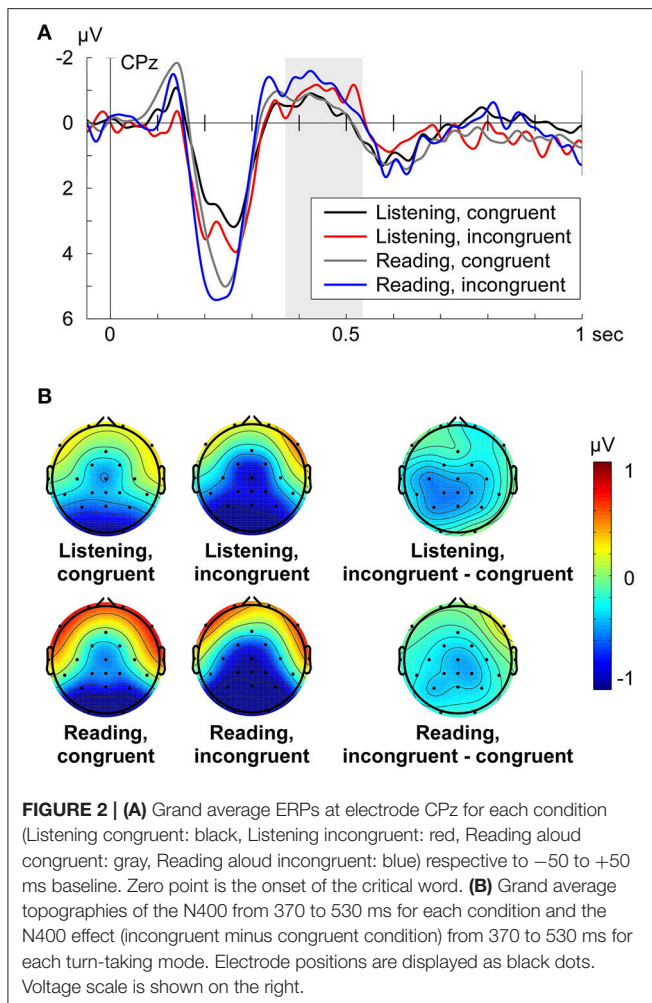 A
µV
-2
CPz
0
2
4
6
Listening, congruent
Listening, incongruent
Reading, congruent
Reading, incongruent
0
0.5
1 sec
B
µV
1
0
-1
Listening,
congruent
Listening,
incongruent
Listening,
incongruent - congruent
Reading,
congruent
Reading,
incongruent
Reading,
incongruent - congruent
FIGURE 2 | (A) Grand average ERPs at electrode CPz for each condition
(Listening congruent: black, Listening incongruent: red, Reading aloud
congruent: gray, Reading aloud incongruent: blue) respective to −50 to +50
ms baseline. Zero point is the onset of the critical word. (B) Grand average
topographies of the N400 from 370 to 530 ms for each condition and the
N400 effect (incongruent minus congruent condition) from 370 to 530 ms for
each turn-taking mode. Electrode positions are displayed as black dots.
Voltage scale is shown on the right.